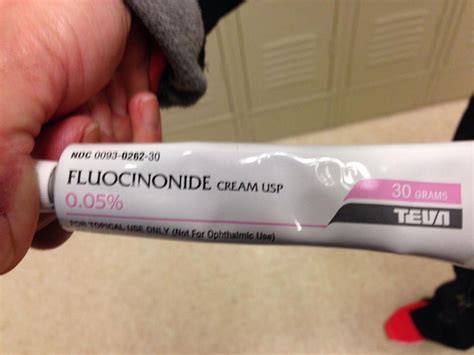 NDC 0093-0262-30
FLUOCINONIDE CREAM USP
0.05%
30 GRAMS
TEVA
FOR TOPICAL USE ONLY (Not For Ophthalmic Use)